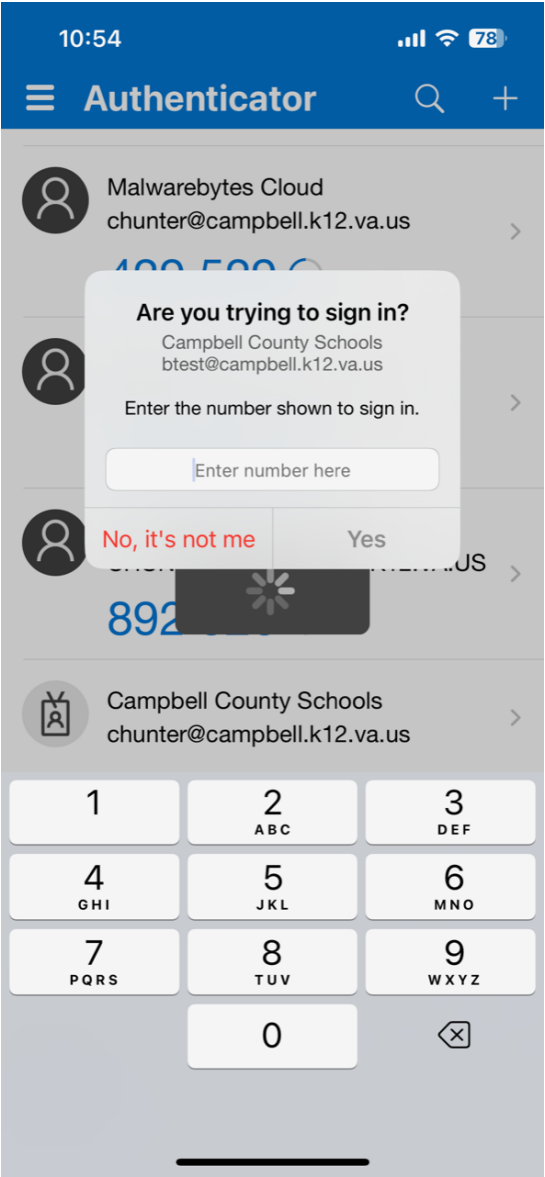 10:54
78
Authenticator
Malwarebytes Cloud
chunter@campbell.k12.va.us
Are you trying to sign in?
Campbell County Schools
btest@campbell.k12.va.us
Enter the number shown to sign in.
Enter number here
No, it's not me
Yes
892
Campbell County Schools
chunter@campbell.k12.va.us
1
2
ABC
3
DEF
4
GHI
5
JKL
6
MNO
7
PQRS
8
TUV
9
WXYZ
0